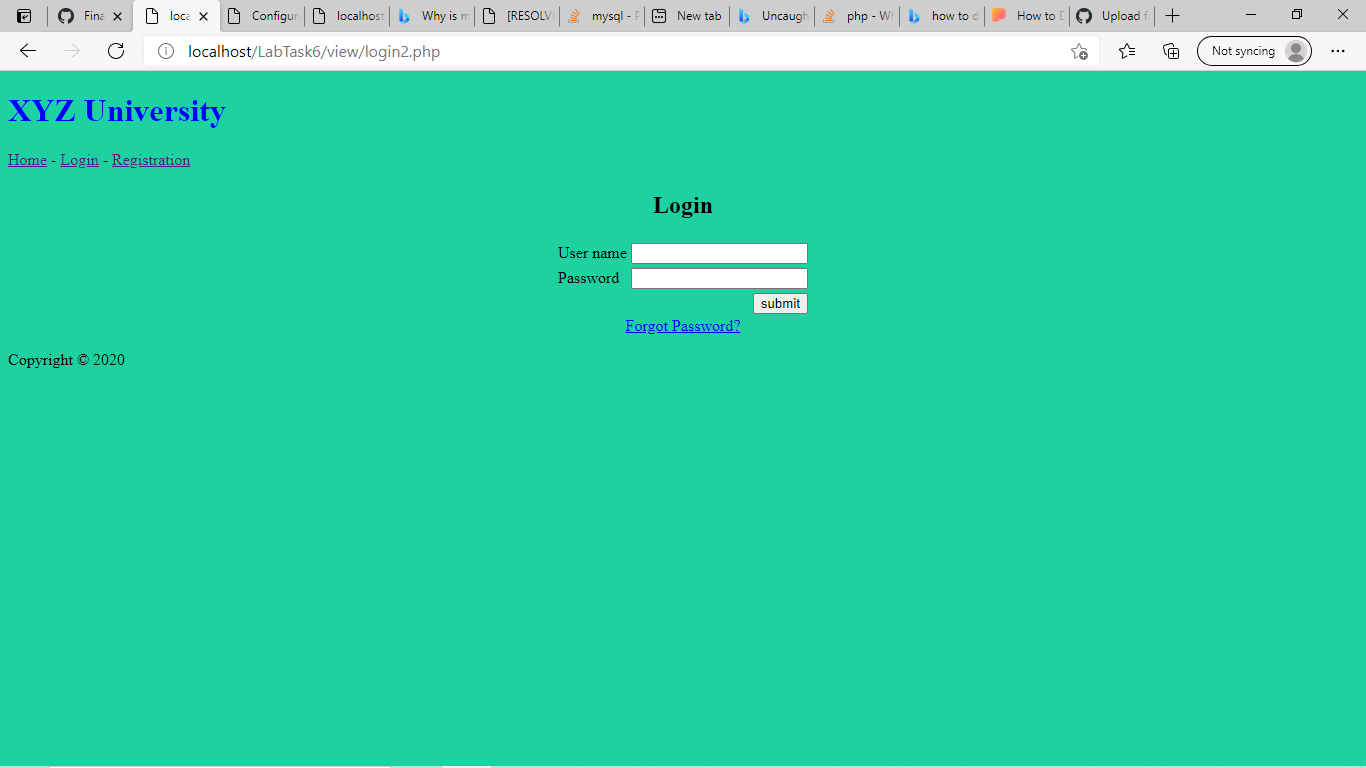 Fina
loca
Configur
localhost
Why is m
[RESOLVE
mysql - P
New tab
Uncaugh
php - Wh
how to d
How to D
Upload fi
localhost/LabTask6/view/login2.php
Not syncing
XYZ University
Home - Login - Registration
Login
User name
Password
submit
Forgot Password?
Copyright © 2020